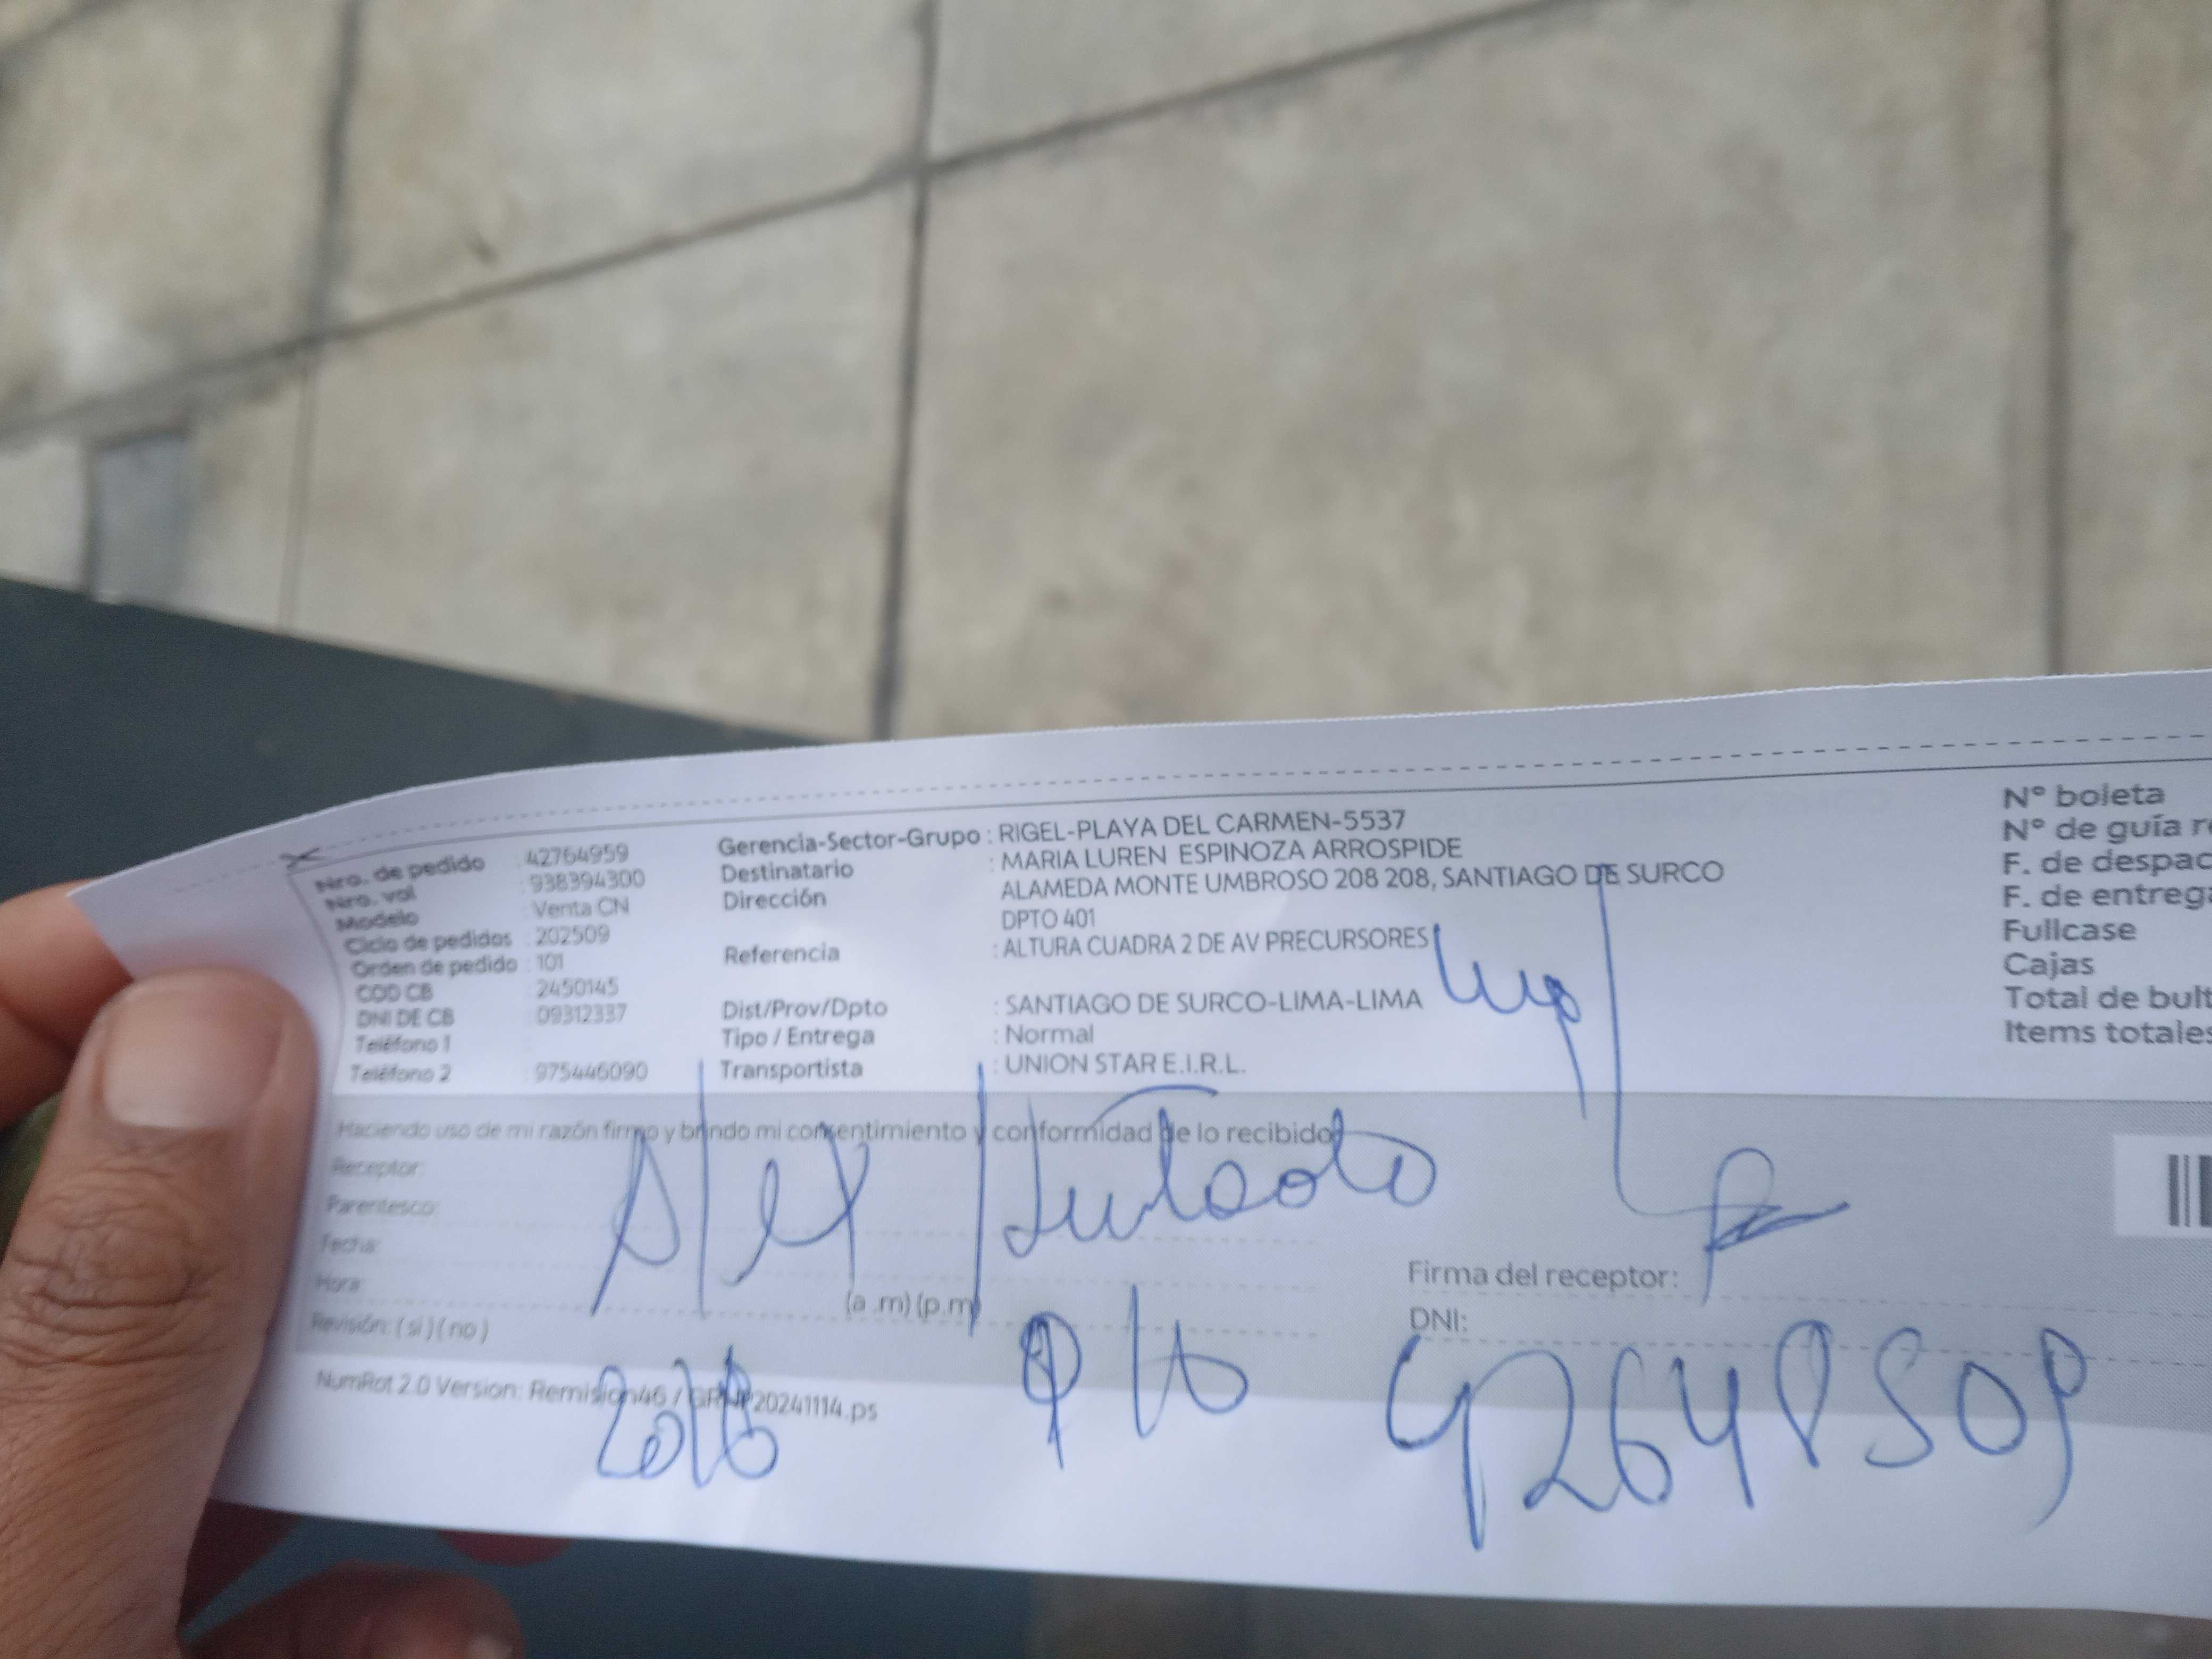 Nro. de pedido : 42764959
Nro. vol : 938394300
Modelo : Venta CN
Ciclo de pedidos : 202509
Orden de pedido : 101
COD CB : 2450145
DNI DE CB : 09312337
Teléfono 1 :
Teléfono 2 : 975446090
Gerencia-Sector-Grupo : RIGEL-PLAYA DEL CARMEN-5537
Destinatario : MARIA LUREN ESPINOZA ARROSPIDE
Dirección : ALAMEDA MONTE UMBROSO 208 208, SANTIAGO DE SURCO
DPTO 401
Referencia : ALTURA CUADRA 2 DE AV PRECURSORES
Dist/Prov/Dpto : SANTIAGO DE SURCO-LIMA-LIMA
Tipo / Entrega : Normal
Transportista : UNION STAR E.I.R.L.
N° boleta
N° de guía re
F. de despac
F. de entrega
Fullcase
Cajas
Total de bult
Items totales
Haciendo uso de mi razón firmo y brindo mi consentimiento y conformidad de lo recibido
Receptor:
Parentesco:
Fecha:
Hora:
(a .m) (p.m)
Revisión: ( si ) ( no )
Alex Hurtado
Firma del receptor:
DNI:
NumRot 2.0 Version: Remision46 / GRNP20241114.ps